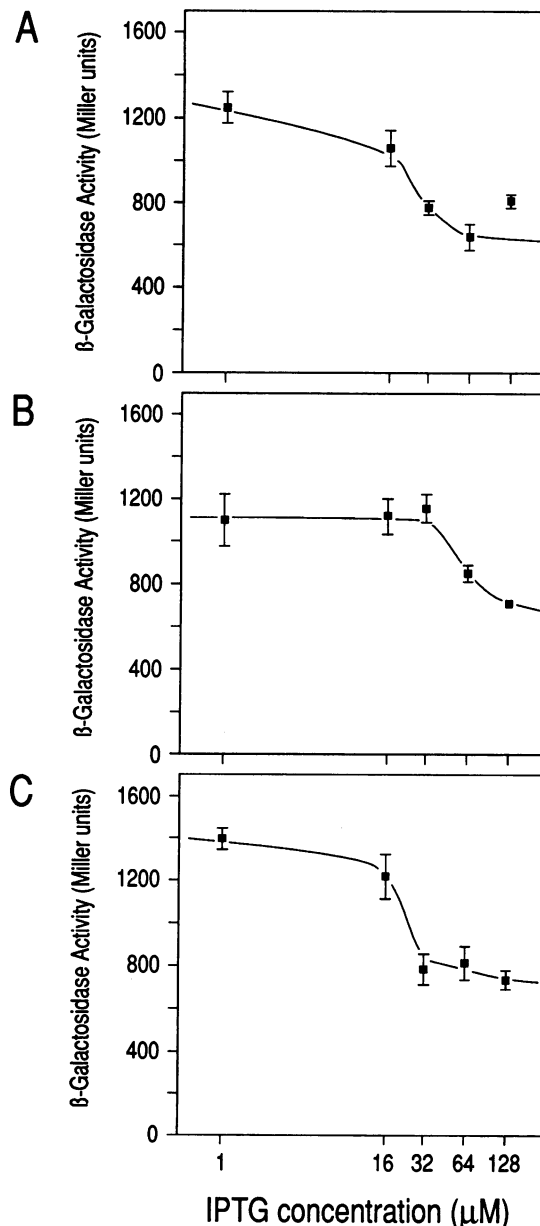 A
β-Galactosidase Activity (Miller units)
1600
1200
800
400
0
B
β-Galactosidase Activity (Miller units)
1600
1200
800
400
0
C
β-Galactosidase Activity (Miller units)
1600
1200
800
400
0
1 16 32 64 128
IPTG concentration (μM)